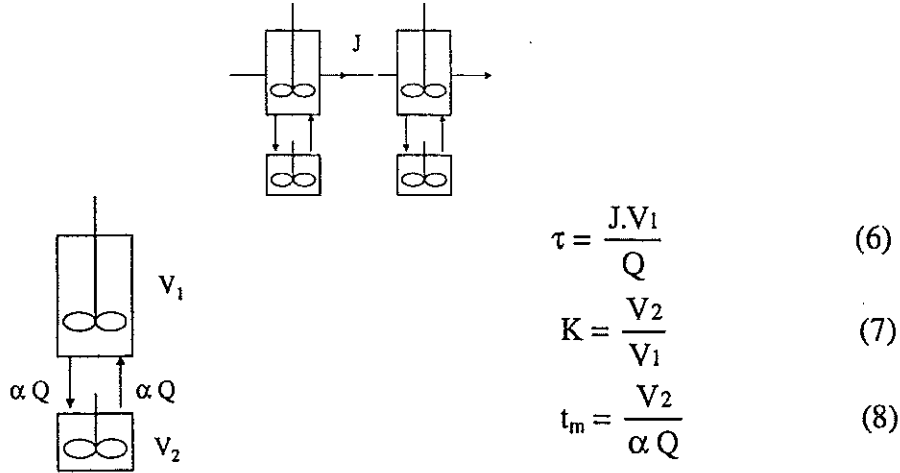 J
V₁
αQ αQ
V₂
τ = J.V₁ / Q (6)
K = V₂ / V₁ (7)
tₘ = V₂ / αQ (8)